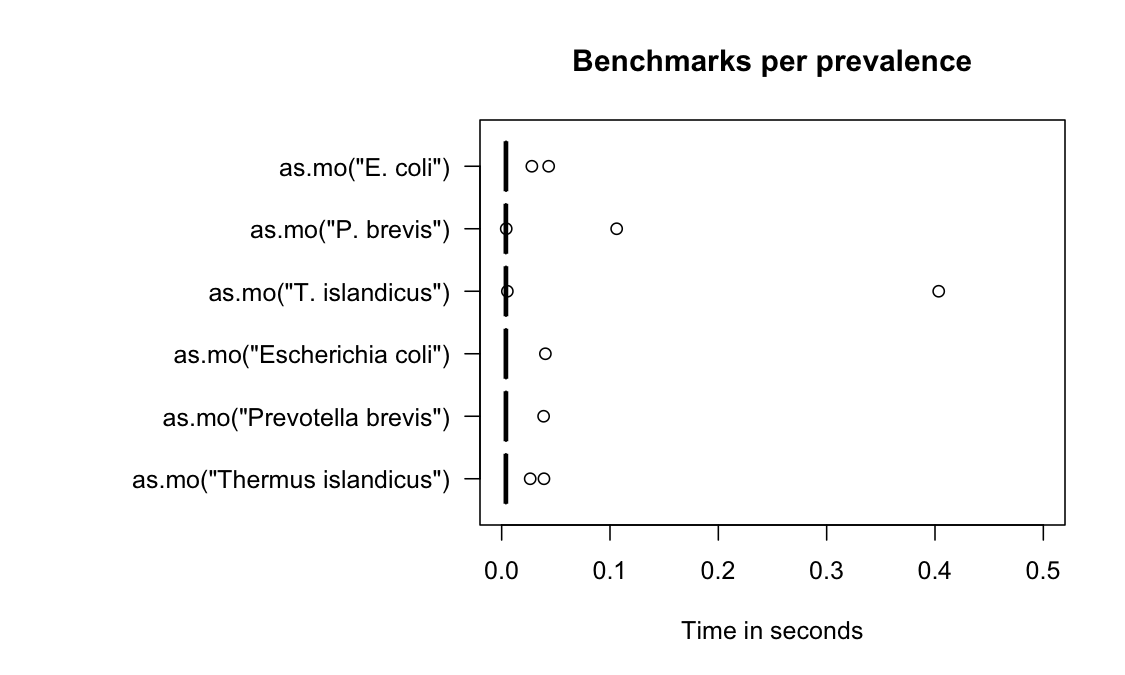 Benchmarks per prevalence
as.mo("E. coli")
as.mo("P. brevis")
as.mo("T. islandicus")
as.mo("Escherichia coli")
as.mo("Prevotella brevis")
as.mo("Thermus islandicus")
0.0 0.1 0.2 0.3 0.4 0.5
Time in seconds